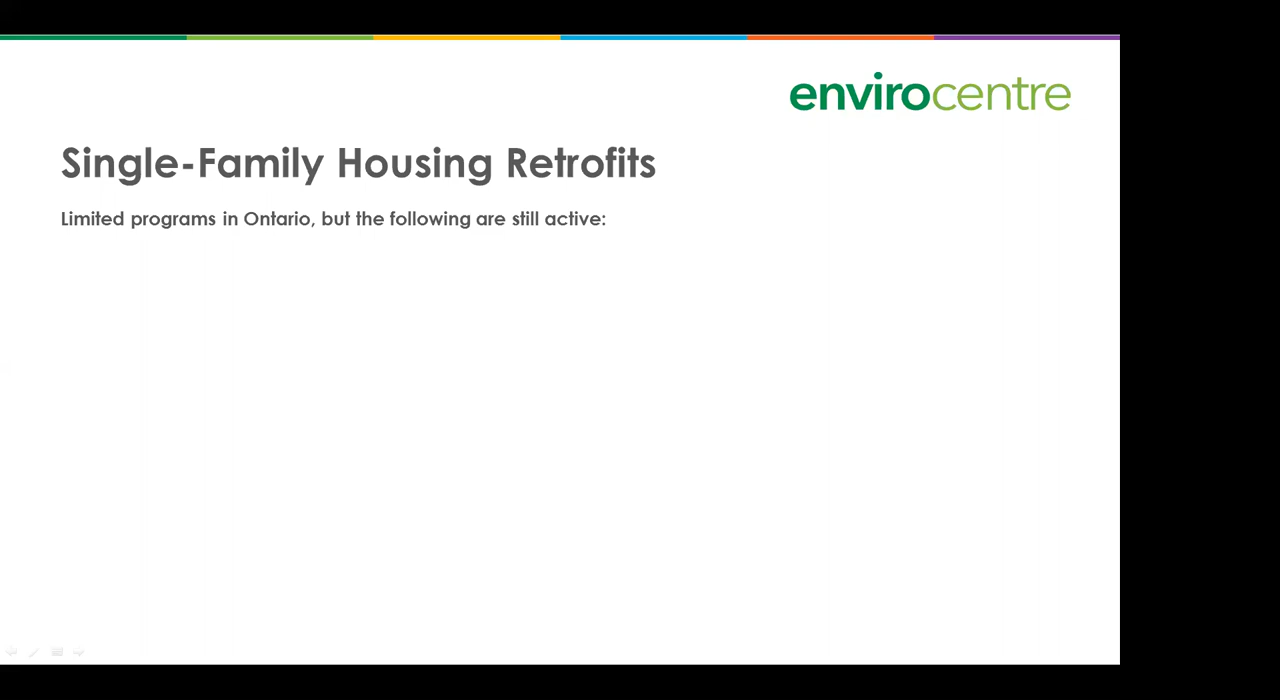 envirocentre
Single-Family Housing Retrofits
Limited programs in Ontario, but the following are still active: